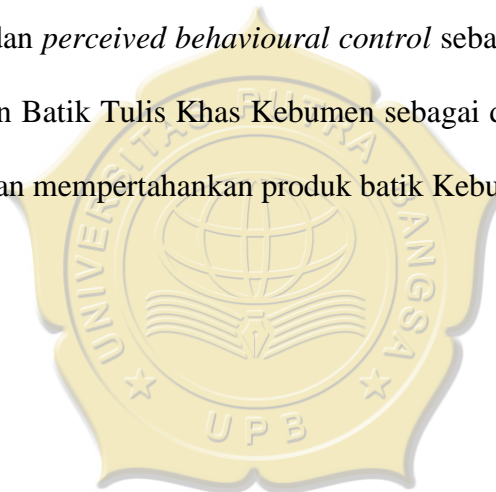 dan perceived behavioural control seba
n Batik Tulis Khas Kebumen sebagai
an mempertahankan produk batik Kebu
UNIVERSITAS PUTRA BANGSA
UPB